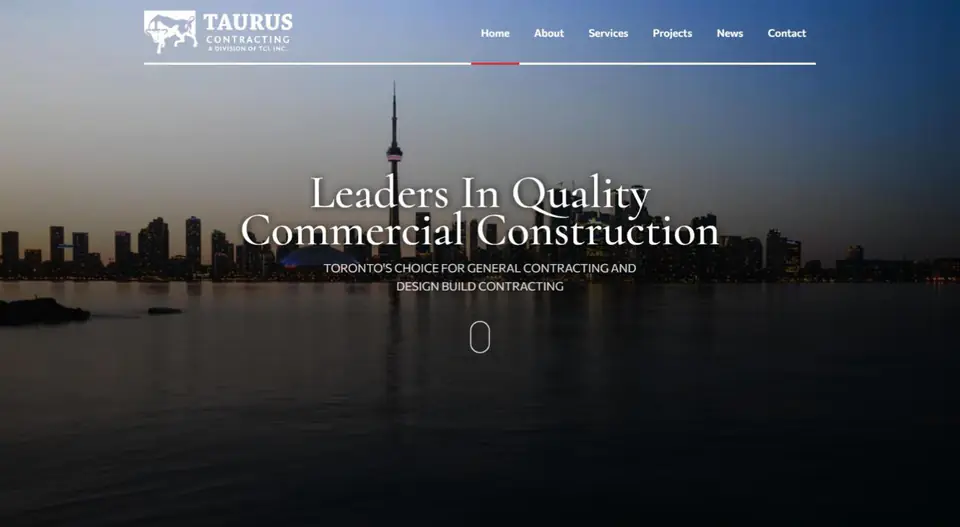 TAURUS
CONTRACTING
A DIVISION OF TCI, INC.
Home About Services Projects News Contact
Leaders In Quality
Commercial Construction
TORONTO'S CHOICE FOR GENERAL CONTRACTING AND
DESIGN BUILD CONTRACTING